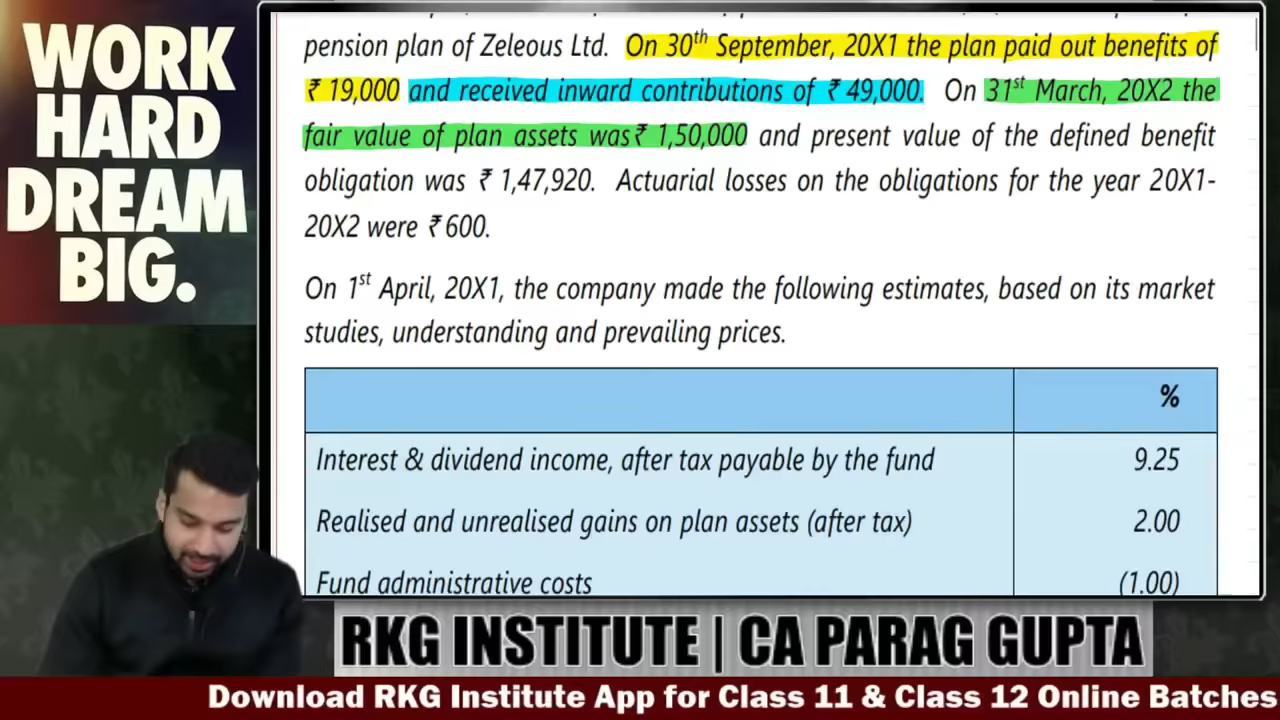 WORK
HARD
DREAM
BIG.
pension plan of Zeleous Ltd. On 30th September, 20X1 the plan paid out benefits of
₹ 19,000 and received inward contributions of ₹ 49,000. On 31st March, 20X2 the
fair value of plan assets was ₹ 1,50,000 and present value of the defined benefit
obligation was ₹ 1,47,920. Actuarial losses on the obligations for the year 20X1-
20X2 were ₹ 600.
On 1st April, 20X1, the company made the following estimates, based on its market
studies, understanding and prevailing prices.
%
Interest & dividend income, after tax payable by the fund 9.25
Realised and unrealised gains on plan assets (after tax) 2.00
Fund administrative costs (1.00)
RKG INSTITUTE | CA PARAG GUPTA
Download RKG Institute App for Class 11 & Class 12 Online Batches